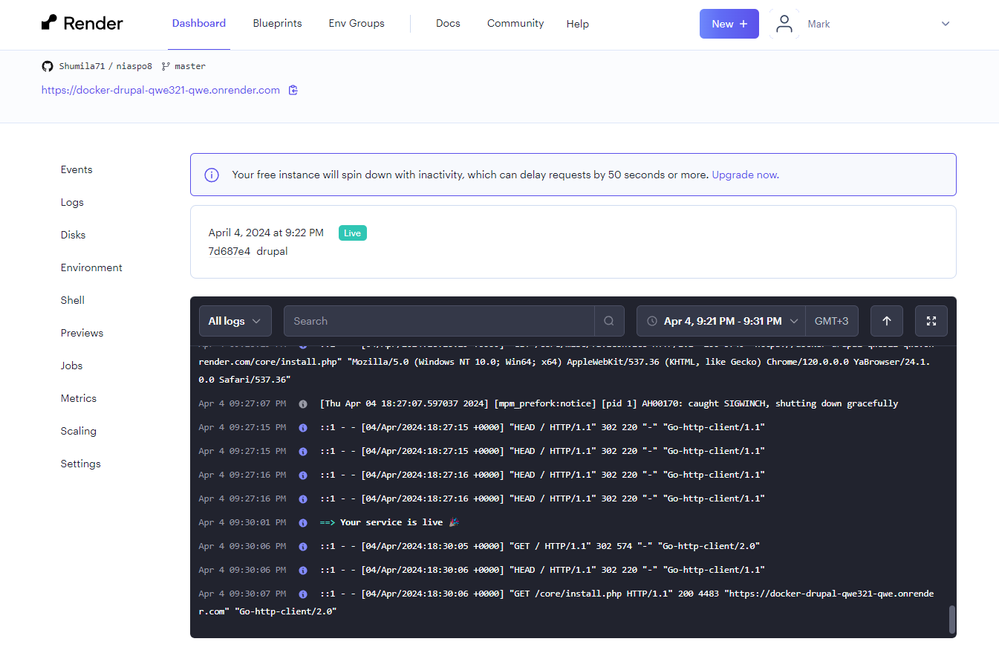 Render
Dashboard Blueprints Env Groups Docs Community Help New + Mark
Shumila71 / niaspo8 master
https://docker-drupal-qwe321-qwe.onrender.com
Events
Logs
Disks
Environment
Shell
Previews
Jobs
Metrics
Scaling
Settings
Your free instance will spin down with inactivity, which can delay requests by 50 seconds or more. Upgrade now.
April 4, 2024 at 9:22 PM Live
7d687e4 drupal
All logs Search Apr 4, 9:21 PM - 9:31 PM GMT+3
render.com/core/install.php" "Mozilla/5.0 (Windows NT 10.0; Win64; x64) AppleWebKit/537.36 (KHTML, like Gecko) Chrome/120.0.0.0 YaBrowser/24.1.
0.0 Safari/537.36"
Apr 4 09:27:07 PM [Thu Apr 04 18:27:07.597037 2024] [mpm_prefork:notice] [pid 1] AH00170: caught SIGWINCH, shutting down gracefully
Apr 4 09:27:15 PM ::1 - - [04/Apr/2024:18:27:15 +0000] "HEAD / HTTP/1.1" 302 220 "-" "Go-http-client/1.1"
Apr 4 09:27:15 PM ::1 - - [04/Apr/2024:18:27:15 +0000] "HEAD / HTTP/1.1" 302 220 "-" "Go-http-client/1.1"
Apr 4 09:27:16 PM ::1 - - [04/Apr/2024:18:27:16 +0000] "HEAD / HTTP/1.1" 302 220 "-" "Go-http-client/1.1"
Apr 4 09:27:16 PM ::1 - - [04/Apr/2024:18:27:16 +0000] "HEAD / HTTP/1.1" 302 220 "-" "Go-http-client/1.1"
Apr 4 09:30:01 PM ==> Your service is live 🎉
Apr 4 09:30:06 PM ::1 - - [04/Apr/2024:18:30:05 +0000] "GET / HTTP/1.1" 302 574 "-" "Go-http-client/2.0"
Apr 4 09:30:06 PM ::1 - - [04/Apr/2024:18:30:06 +0000] "HEAD / HTTP/1.1" 302 220 "-" "Go-http-client/1.1"
Apr 4 09:30:07 PM ::1 - - [04/Apr/2024:18:30:06 +0000] "GET /core/install.php HTTP/1.1" 200 4483 "https://docker-drupal-qwe321-qwe.onrende
r.com" "Go-http-client/2.0"